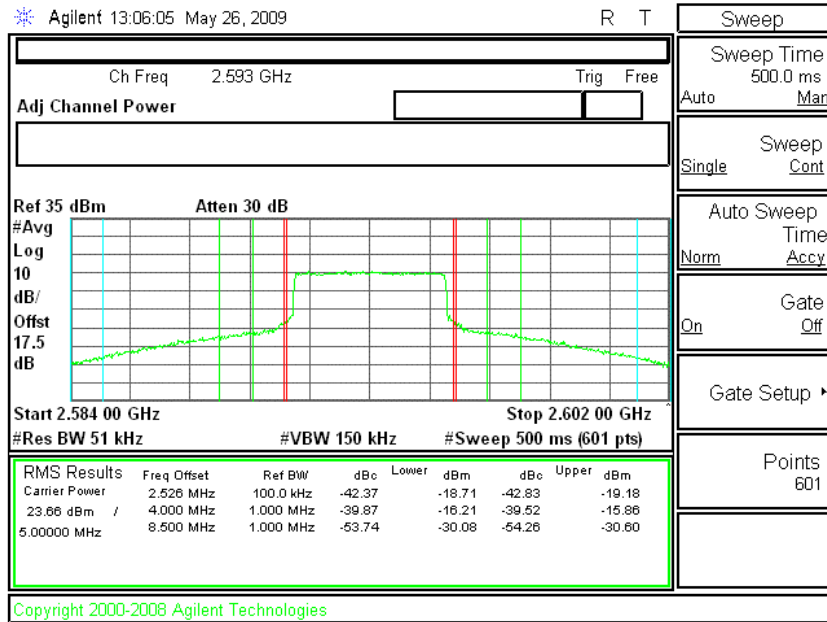 Agilent 13:06:05 May 26, 2009 R T
Ch Freq 2.593 GHz Trig Free
Adj Channel Power
Ref 35 dBm Atten 30 dB
#Avg
Log
10
dB/
Offst
17.5
dB
Start 2.584 00 GHz Stop 2.602 00 GHz
#Res BW 51 kHz #VBW 150 kHz #Sweep 500 ms (601 pts)
RMS Results Freq Offset Ref BW dBc Lower dBm dBc Upper dBm
Carrier Power 2.526 MHz 100.0 kHz -42.37 -18.71 -42.83 -19.18
23.66 dBm / 4.000 MHz 1.000 MHz -39.87 -16.21 -39.52 -15.86
5.00000 MHz 8.500 MHz 1.000 MHz -53.74 -30.08 -54.26 -30.60
Copyright 2000-2008 Agilent Technologies
Sweep
Sweep Time
500.0 ms
Auto Man
Sweep
Single Cont
Auto Sweep
Time
Norm Accy
Gate
On Off
Gate Setup
Points
601